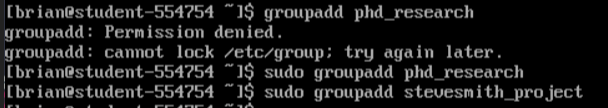 [brian@student-554754 ~]$ groupadd phd_research
groupadd: Permission denied.
groupadd: cannot lock /etc/group; try again later.
[brian@student-554754 ~]$ sudo groupadd phd_research
[brian@student-554754 ~]$ sudo groupadd stevesmith_project